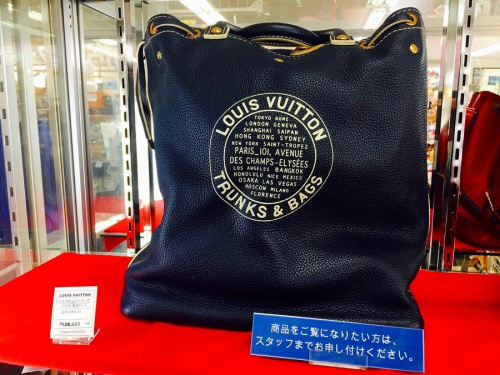 LOUIS VUITTON
TOKYO ROME
LONDON GENEVA
SHANGHAI SAIPAN
HONG KONG SYDNEY
NEW YORK SAINT-TROPEZ
PARIS_101, AVENUE
DES CHAMPS-ELYSÉES
LOS ANGELES BANGKOK
HONOLULU NICE MEXICO
OSAKA LAS VEGAS
MOSCOW MILANO
FLORENCE
TRUNKS & BAGS
LOUIS VUITTON
商品をご覧になりたい方は、
スタッフまでお申し付けください。